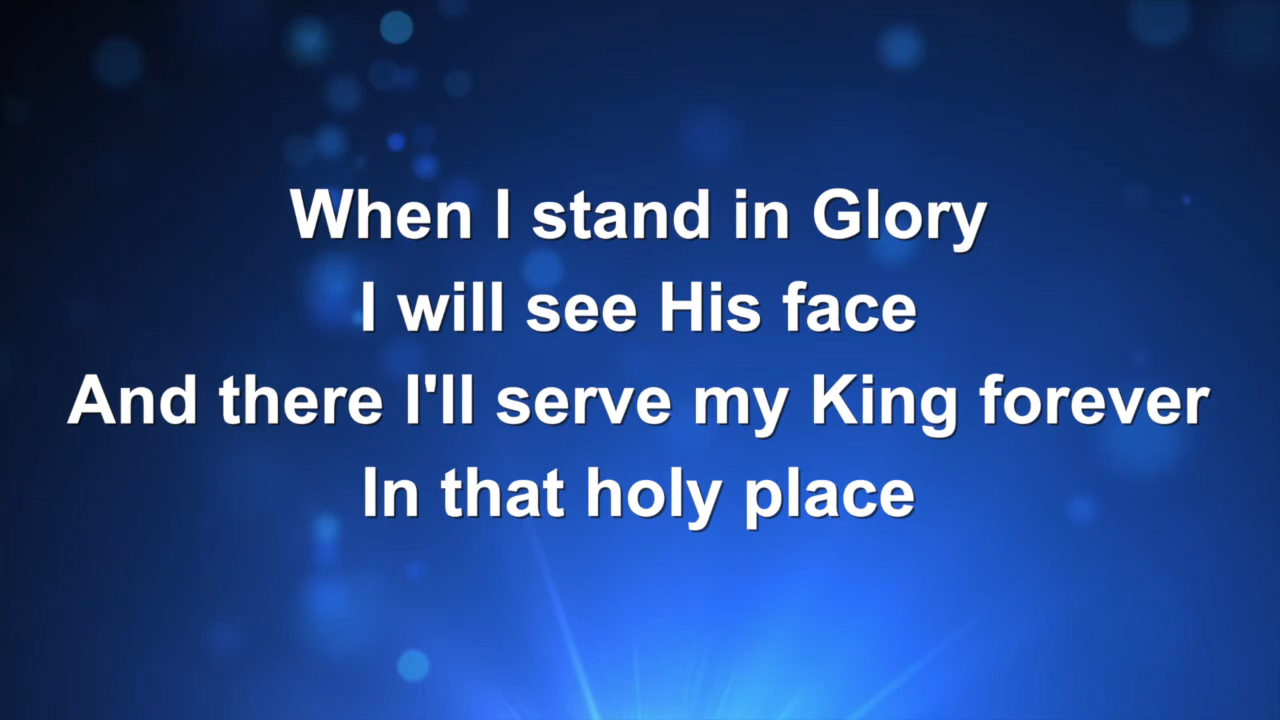 When I stand in Glory
I will see His face
And there I'll serve my King forever
In that holy place